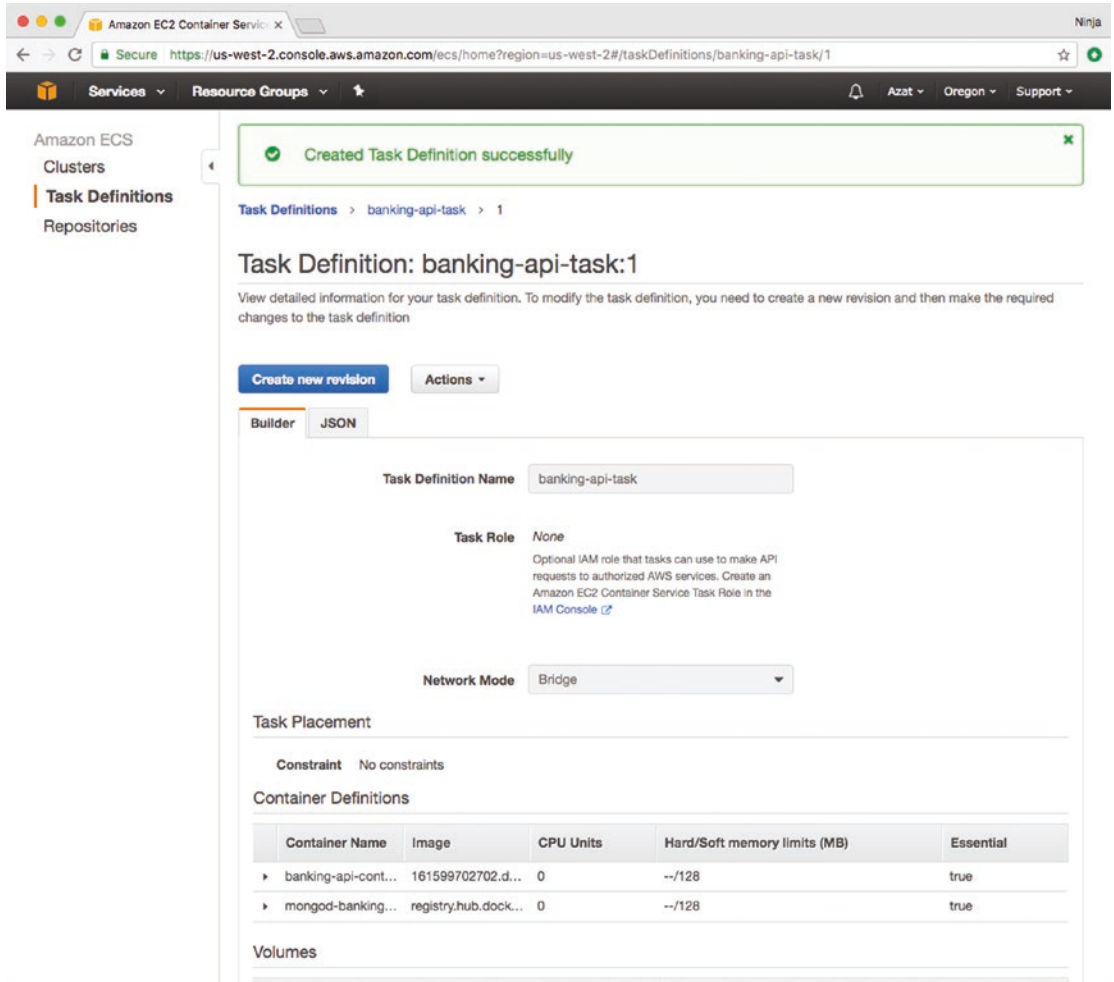 Amazon EC2 Container Servic
Ninja
Secure https://us-west-2.console.aws.amazon.com/ecs/home?region=us-west-2#/taskDefinitions/banking-api-task/1
Services Resource Groups Azat Oregon Support
Amazon ECS
Clusters
Task Definitions
Repositories
Created Task Definition successfully
Task Definitions > banking-api-task > 1
Task Definition: banking-api-task:1
View detailed information for your task definition. To modify the task definition, you need to create a new revision and then make the required
changes to the task definition
Create new revision Actions
Builder JSON
Task Definition Name banking-api-task
Task Role None
Optional IAM role that tasks can use to make API
requests to authorized AWS services. Create an
Amazon EC2 Container Service Task Role in the
IAM Console
Network Mode Bridge
Task Placement
Constraint No constraints
Container Definitions
Container Name Image CPU Units Hard/Soft memory limits (MB) Essential
banking-api-cont... 161599702702.d... 0 --/128 true
mongod-banking... registry.hub.dock... 0 --/128 true
Volumes